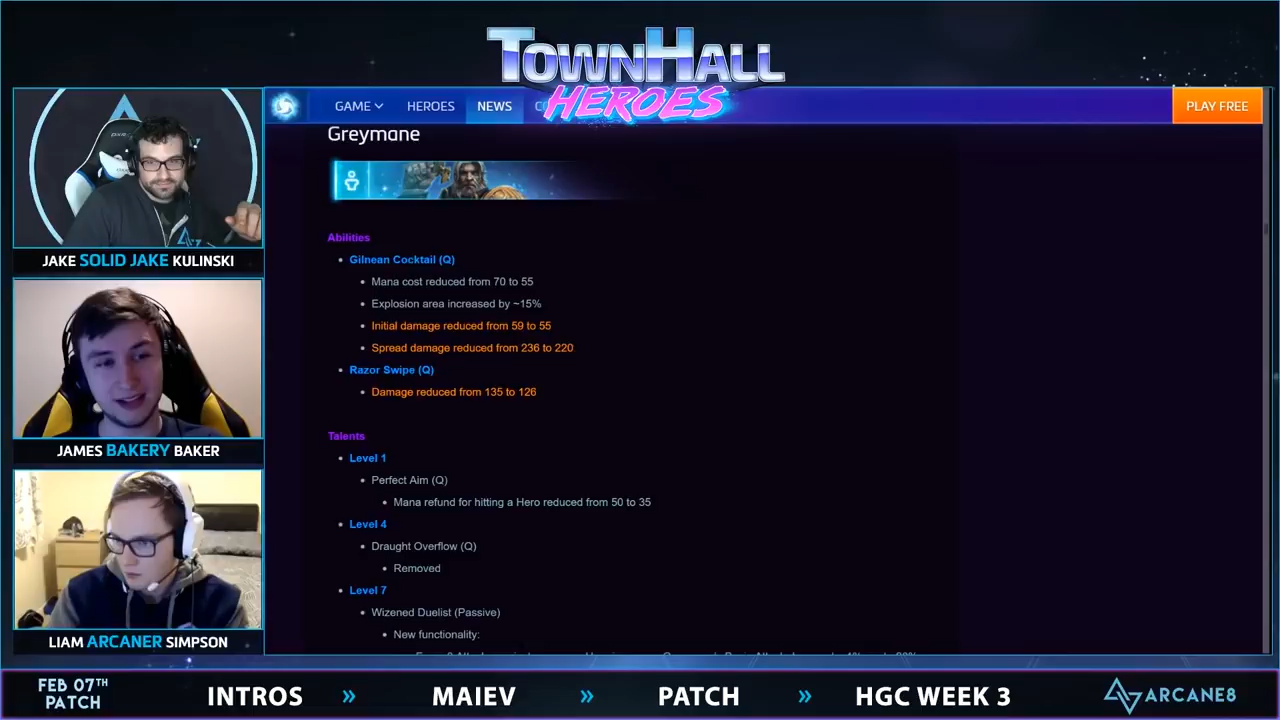 TOWNHALL
HEROES
GAME
HEROES
NEWS
PLAY FREE
Greymane
Abilities
Gilnean Cocktail (Q)
Mana cost reduced from 70 to 55
Explosion area increased by ~15%
Initial damage reduced from 59 to 55
Spread damage reduced from 236 to 220
Razor Swipe (Q)
Damage reduced from 135 to 126
Talents
Level 1
Perfect Aim (Q)
Mana refund for hitting a Hero reduced from 50 to 35
Level 4
Draught Overflow (Q)
Removed
Level 7
Wizened Duelist (Passive)
New functionality:
JAKE SOLID JAKE KULINSKI
JAMES BAKERY BAKER
LIAM ARCANER SIMPSON
FEB 07TH
PATCH
INTROS » MAIEV » PATCH » HGC WEEK 3
ARCANE8